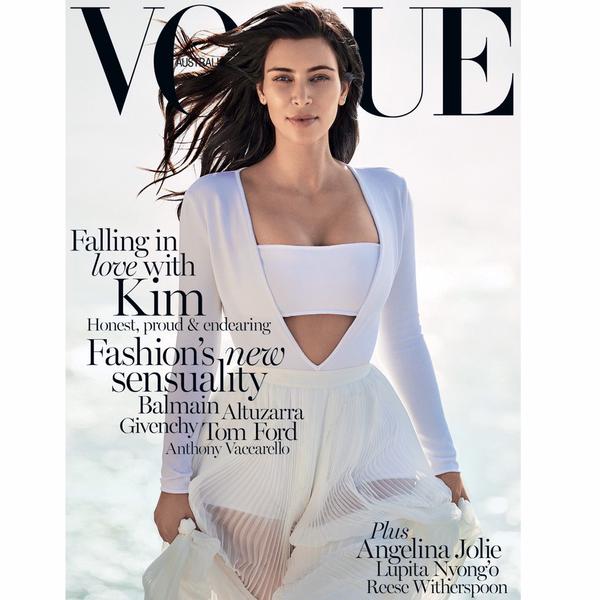 VOGUE
AUSTRALIA
Falling in
love with
Kim
Honest, proud & endearing
Fashion's new
sensuality
Balmain Altuzarra
Givenchy Tom Ford
Anthony Vaccarello
Plus
Angelina Jolie
Lupita Nyong'o
Reese Witherspoon